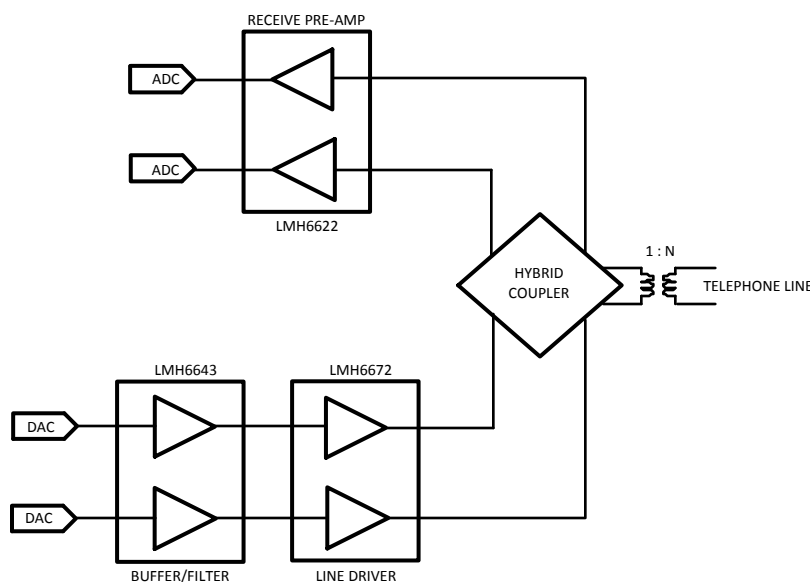 RECEIVE PRE-AMP
ADC
ADC
LMH6622
1 : N
HYBRID
COUPLER
TELEPHONE LINE
LMH6643
LMH6672
DAC
DAC
BUFFER/FILTER
LINE DRIVER